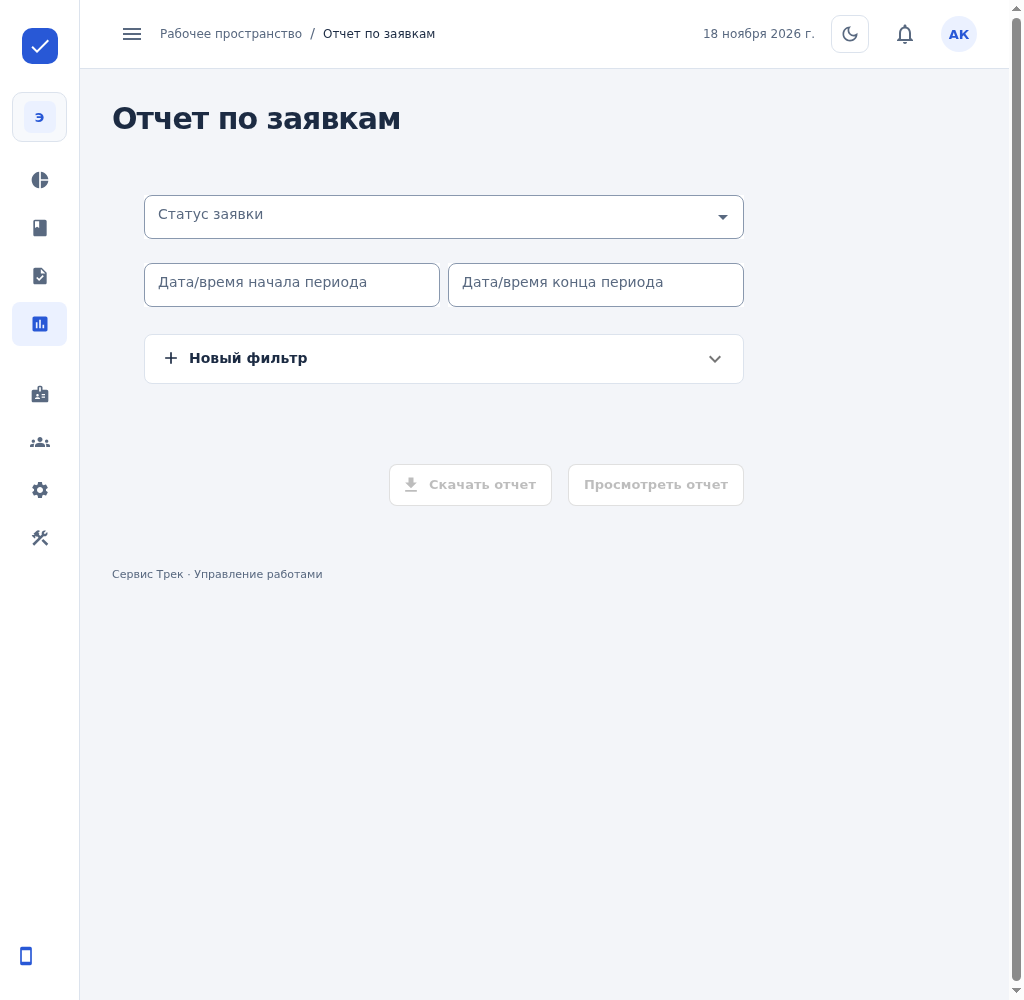 Рабочее пространство / Отчет по заявкам
18 ноября 2026 г.
АК
Э
Отчет по заявкам
Статус заявки
Дата/время начала периода
Дата/время конца периода
Новый фильтр
Скачать отчет
Просмотреть отчет
Сервис Трек · Управление работами